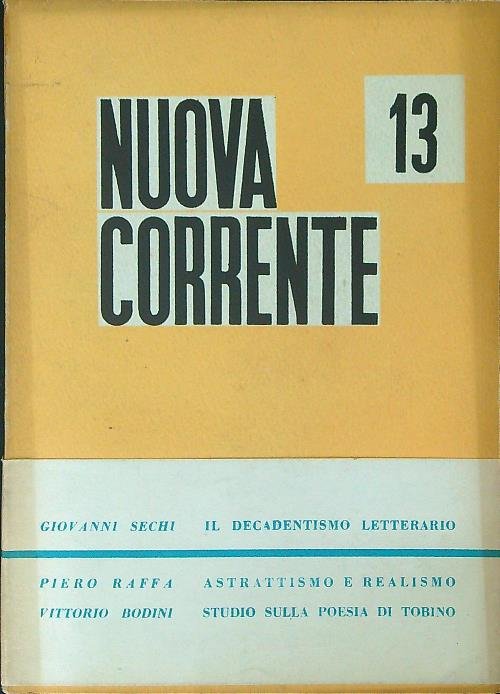 NUOVA
CORRENTE
13
GIOVANNI SECHI IL DECADENTISMO LETTERARIO
PIERO RAFFA ASTRATTISMO E REALISMO
VITTORIO BODINI STUDIO SULLA POESIA DI TOBINO